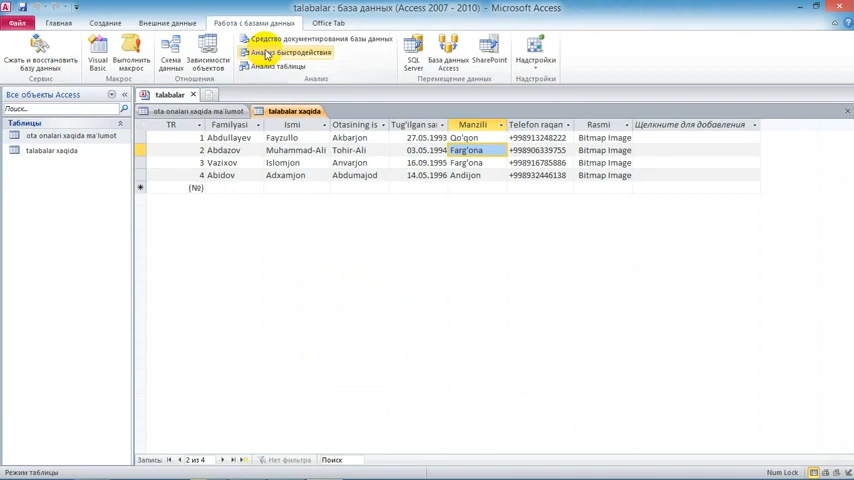 talabalar : база данных (Access 2007 - 2010) - Microsoft Access
Файл Главная Создание Внешние данные Работа с базами данных Office Tab
Сжать и восстановить базу данных
Visual Basic
Выполнить макрос
Схема данных
Зависимости объектов
Средство документирования базы данных
Анализ быстродействия
Анализ таблицы
SQL Server
База данных Access
SharePoint
Надстройки
Сервис Макрос Отношения Анализ Перемещение данных Надстройки
Все объекты Access
talabalar
Поиск...
ota onalari xaqida ma`lumot talabalar xaqida
Таблицы
ota onalari xaqida ma`lumot
talabalar xaqida
TR Familyasi Ismi Otasining is Tug'ilgan sa Manzili Telefon raqan Rasmi Щелкните для добавления
1 Abdullayev Fayzullo Akbarjon 27.05.1993 Qo'qon +998913248222 Bitmap Image
2 Abdazov Muhammad-Ali Tohir-Ali 03.05.1994 Farg'ona +998906339755 Bitmap Image
3 Vazixov Islomjon Anvarjon 16.09.1995 Farg'ona +998916785886 Bitmap Image
4 Abidov Adxamjon Abdumajod 14.05.1996 Andijon +998932446138 Bitmap Image
(№)
Запись: 2 из 4 Нет фильтра Поиск
Режим таблицы Num Lock